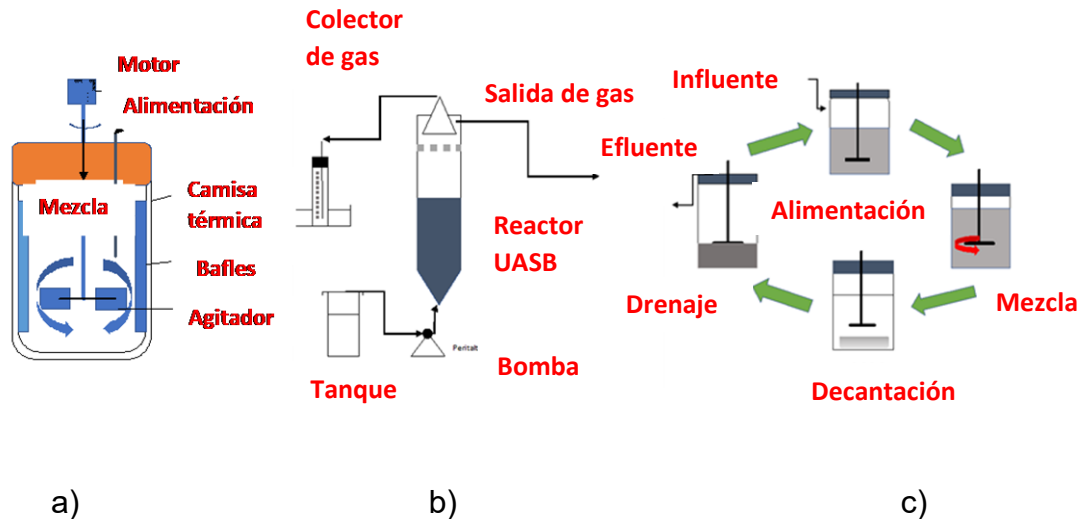 Motor
Alimentación
Mezcla
Camisa
térmica
Bafles
Agitador
a)
Colector
de gas
Salida de gas
Reactor
UASB
Tanque
Bomba
b)
Influente
Efluente
Alimentación
Drenaje
Mezcla
Decantación
c)